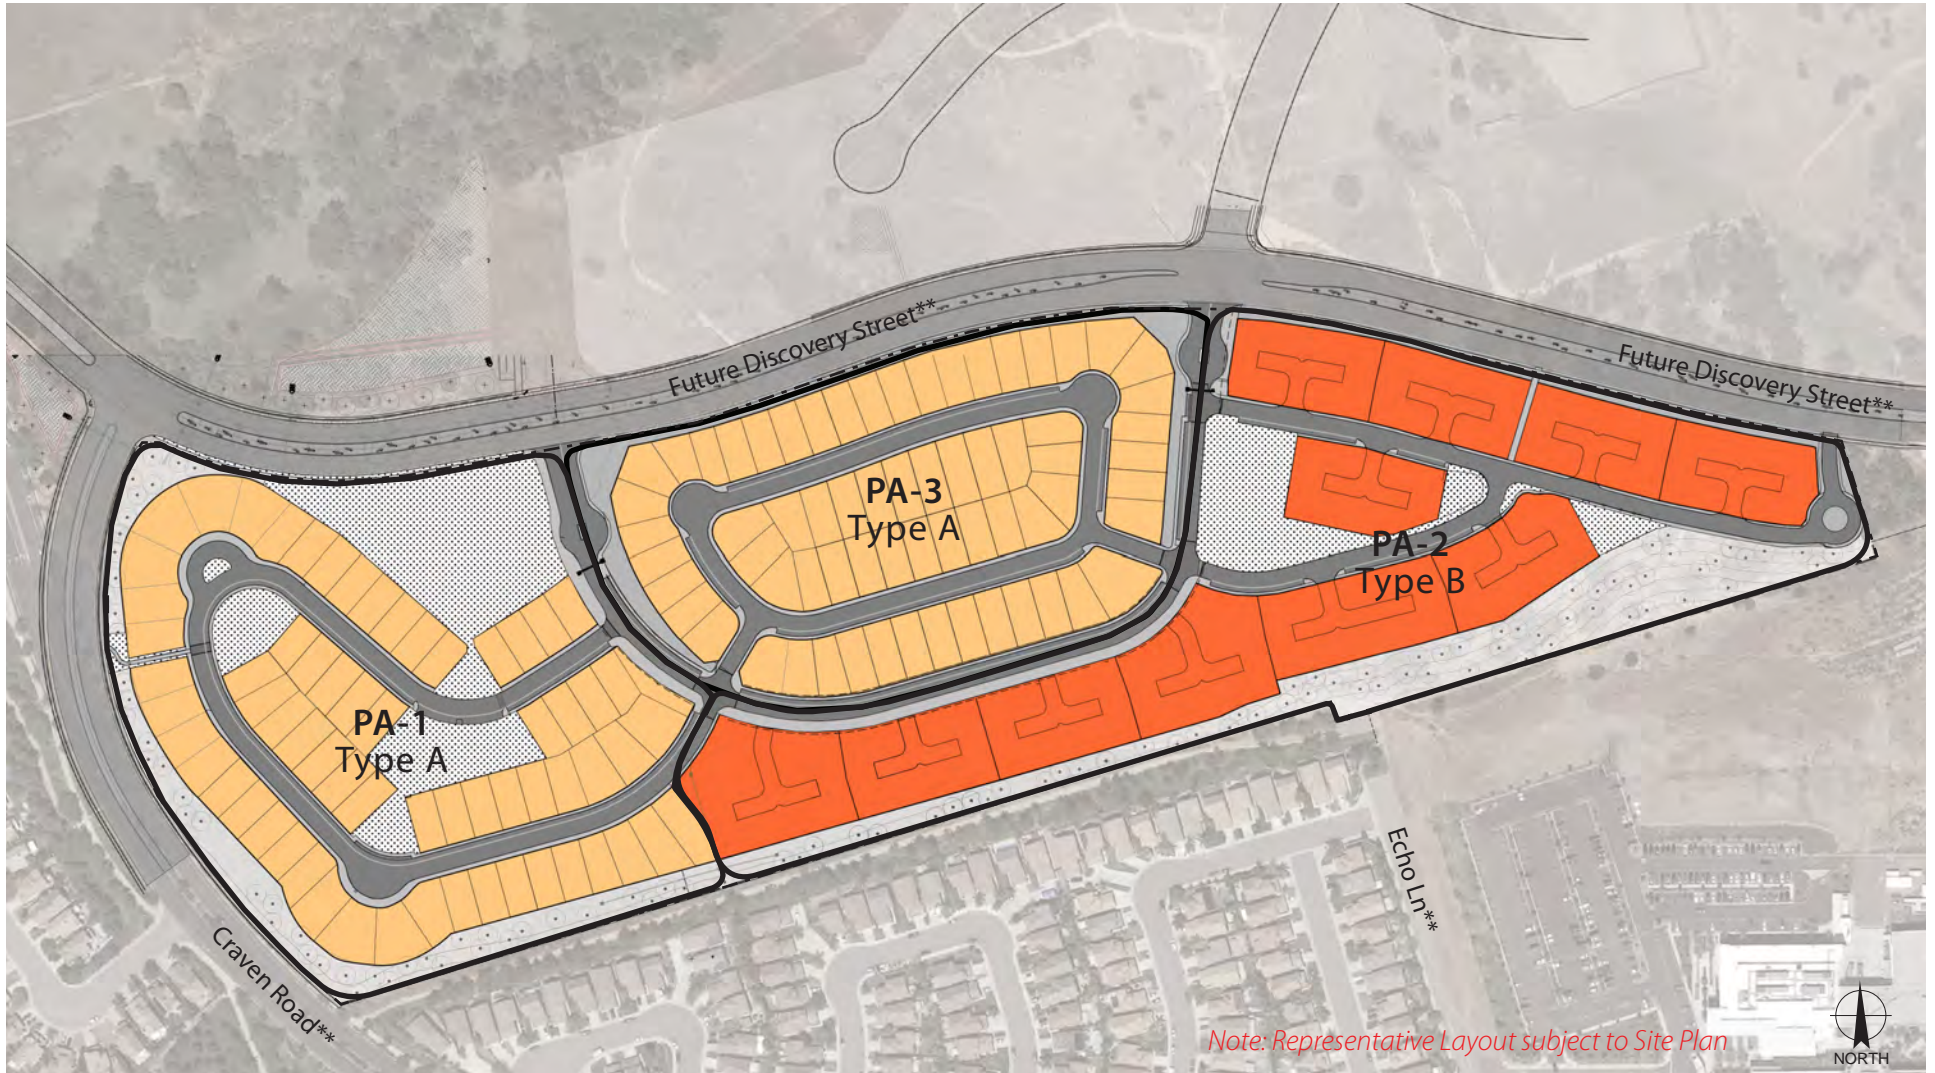 Future Discovery Street**
Future Discovery Street**
PA-3
Type A
PA-2
Type B
PA-1
Type A
Echo Ln**
Craven Road**
Note: Representative Layout subject to Site Plan
NORTH